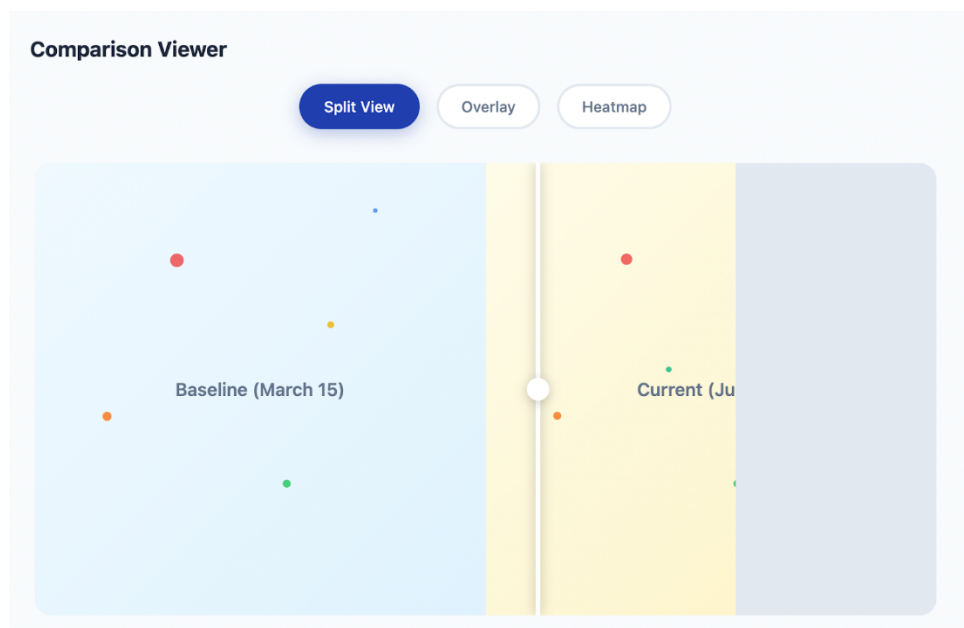 Comparison Viewer
Split View
Overlay
Heatmap
Baseline (March 15)
Current (Ju